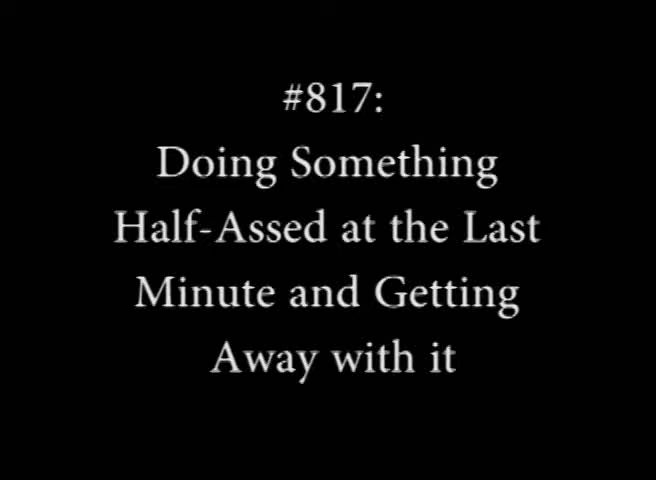 #817:
Doing Something
Half-Assed at the Last
Minute and Getting
Away with it